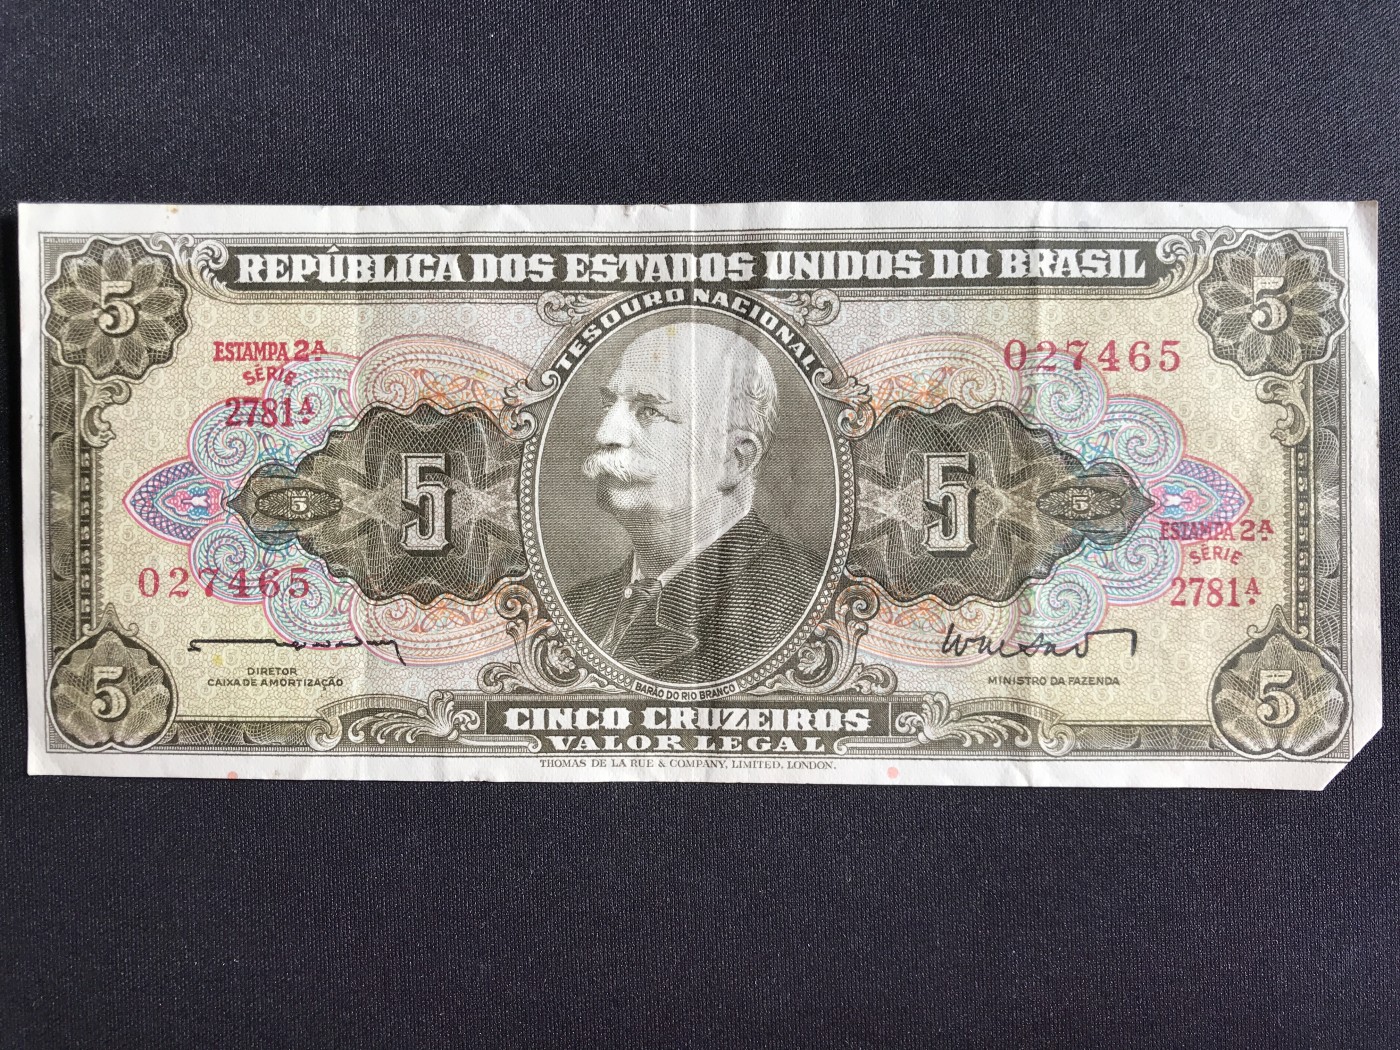 REPÚBLICA DOS ESTADOS UNIDOS DO BRASIL
TESOURO NACIONAL
5
5
ESTAMPA 2ª
SÉRIE
2781ª
027465
5
5
5
5
ESTAMPA 2ª
SÉRIE
2781ª
027465
DIRETOR
CAIXA DE AMORTIZAÇÃO
MINISTRO DA FAZENDA
BARÃO DO RIO BRANCO
5
5
CINCO CRUZEIROS
VALOR LEGAL
THOMAS DE LA RUE & COMPANY, LIMITED, LONDON.